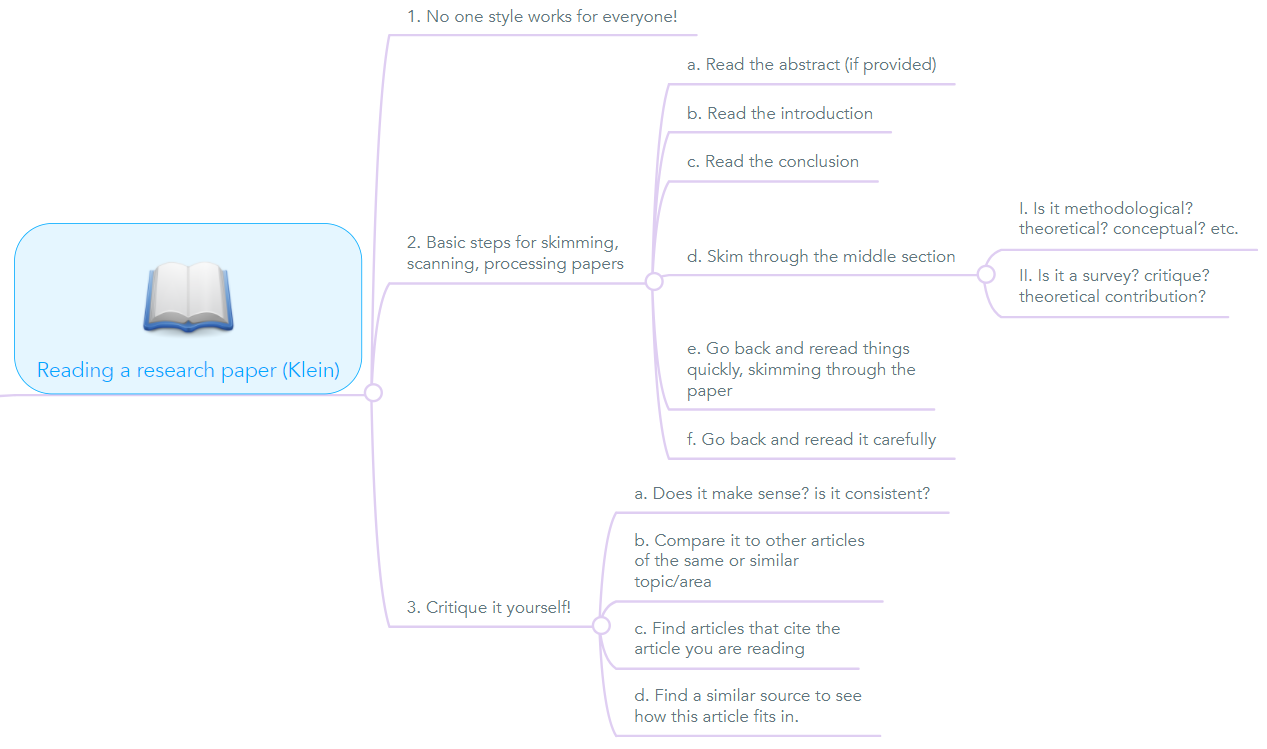 1. No one style works for everyone!
a. Read the abstract (if provided)
b. Read the introduction
c. Read the conclusion
I. Is it methodological?
theoretical? conceptual? etc.
2. Basic steps for skimming,
scanning, processing papers
d. Skim through the middle section
II. Is it a survey? critique?
theoretical contribution?
e. Go back and reread things
quickly, skimming through the
paper
Reading a research paper (Klein)
f. Go back and reread it carefully
a. Does it make sense? is it consistent?
b. Compare it to other articles
of the same or similar
topic/area
3. Critique it yourself!
c. Find articles that cite the
article you are reading
d. Find a similar source to see
how this article fits in.